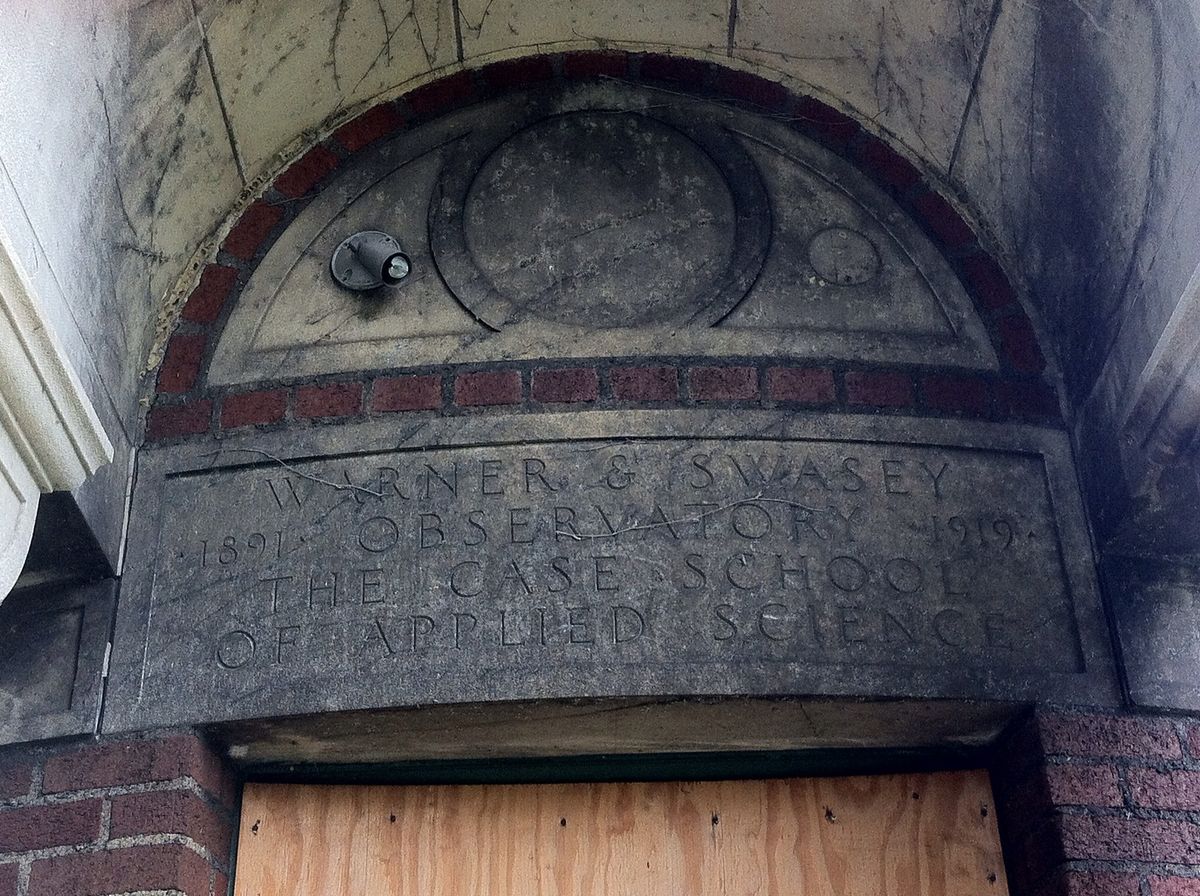 WARNER & SWASEY
·1891· OBSERVATORY ·1919·
THE CASE SCHOOL
OF APPLIED SCIENCE